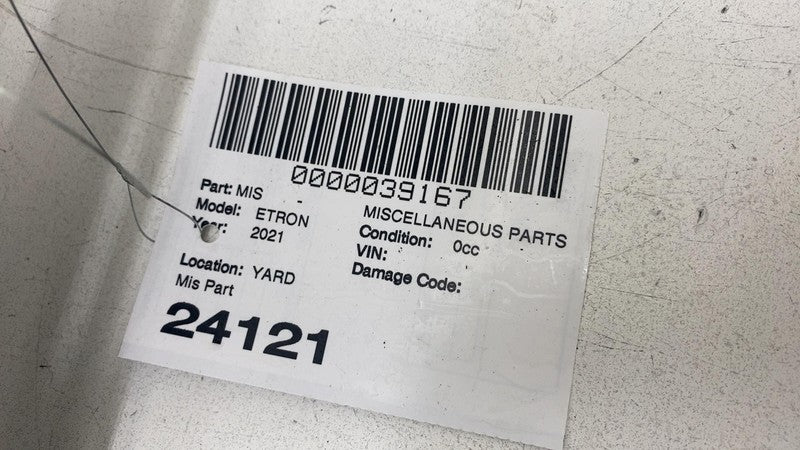 0000039167
Part: MIS -
MISCELLANEOUS PARTS
Model: ETRON
Condition: 0cc
Year: 2021
VIN:
Damage Code:
Location: YARD
Mis Part
24121